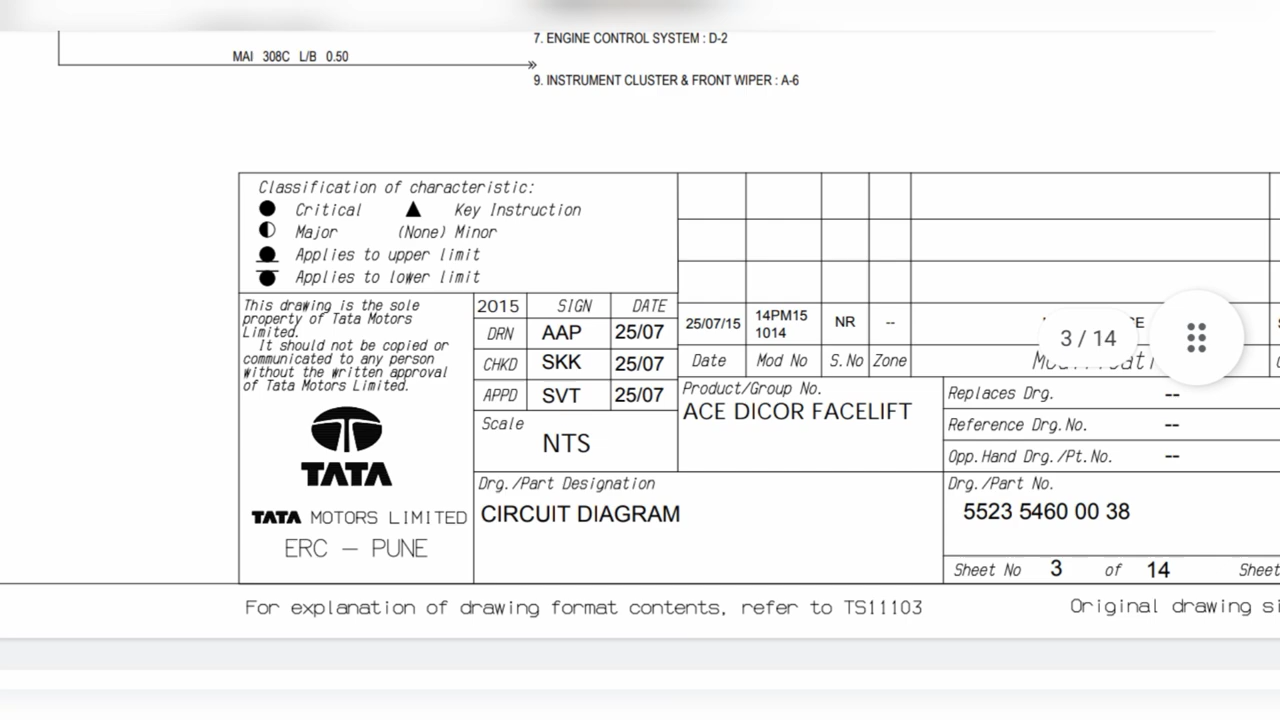 7. ENGINE CONTROL SYSTEM : D-2
MAI 308C L/B 0.50
9. INSTRUMENT CLUSTER & FRONT WIPER : A-6
Classification of characteristic:
Critical Key Instruction
Major (None) Minor
Applies to upper limit
Applies to lower limit
This drawing is the sole
property of Tata Motors
Limited.
It should not be copied or
communicated to any person
without the written approval
of Tata Motors Limited.
TATA
TATA MOTORS LIMITED
ERC – PUNE
2015 SIGN DATE
DRN AAP 25/07
CHKD SKK 25/07
APPD SVT 25/07
Scale
NTS
25/07/15 14PM15 1014 NR --
Date Mod No S.No Zone
3 / 14
Product/Group No.
ACE DICOR FACELIFT
Replaces Drg. --
Reference Drg.No. --
Opp.Hand Drg./Pt.No. --
Drg./Part Designation
CIRCUIT DIAGRAM
Drg./Part No.
5523 5460 00 38
Sheet No 3 of 14 Sheet
For explanation of drawing format contents, refer to TS11103
Original drawing si